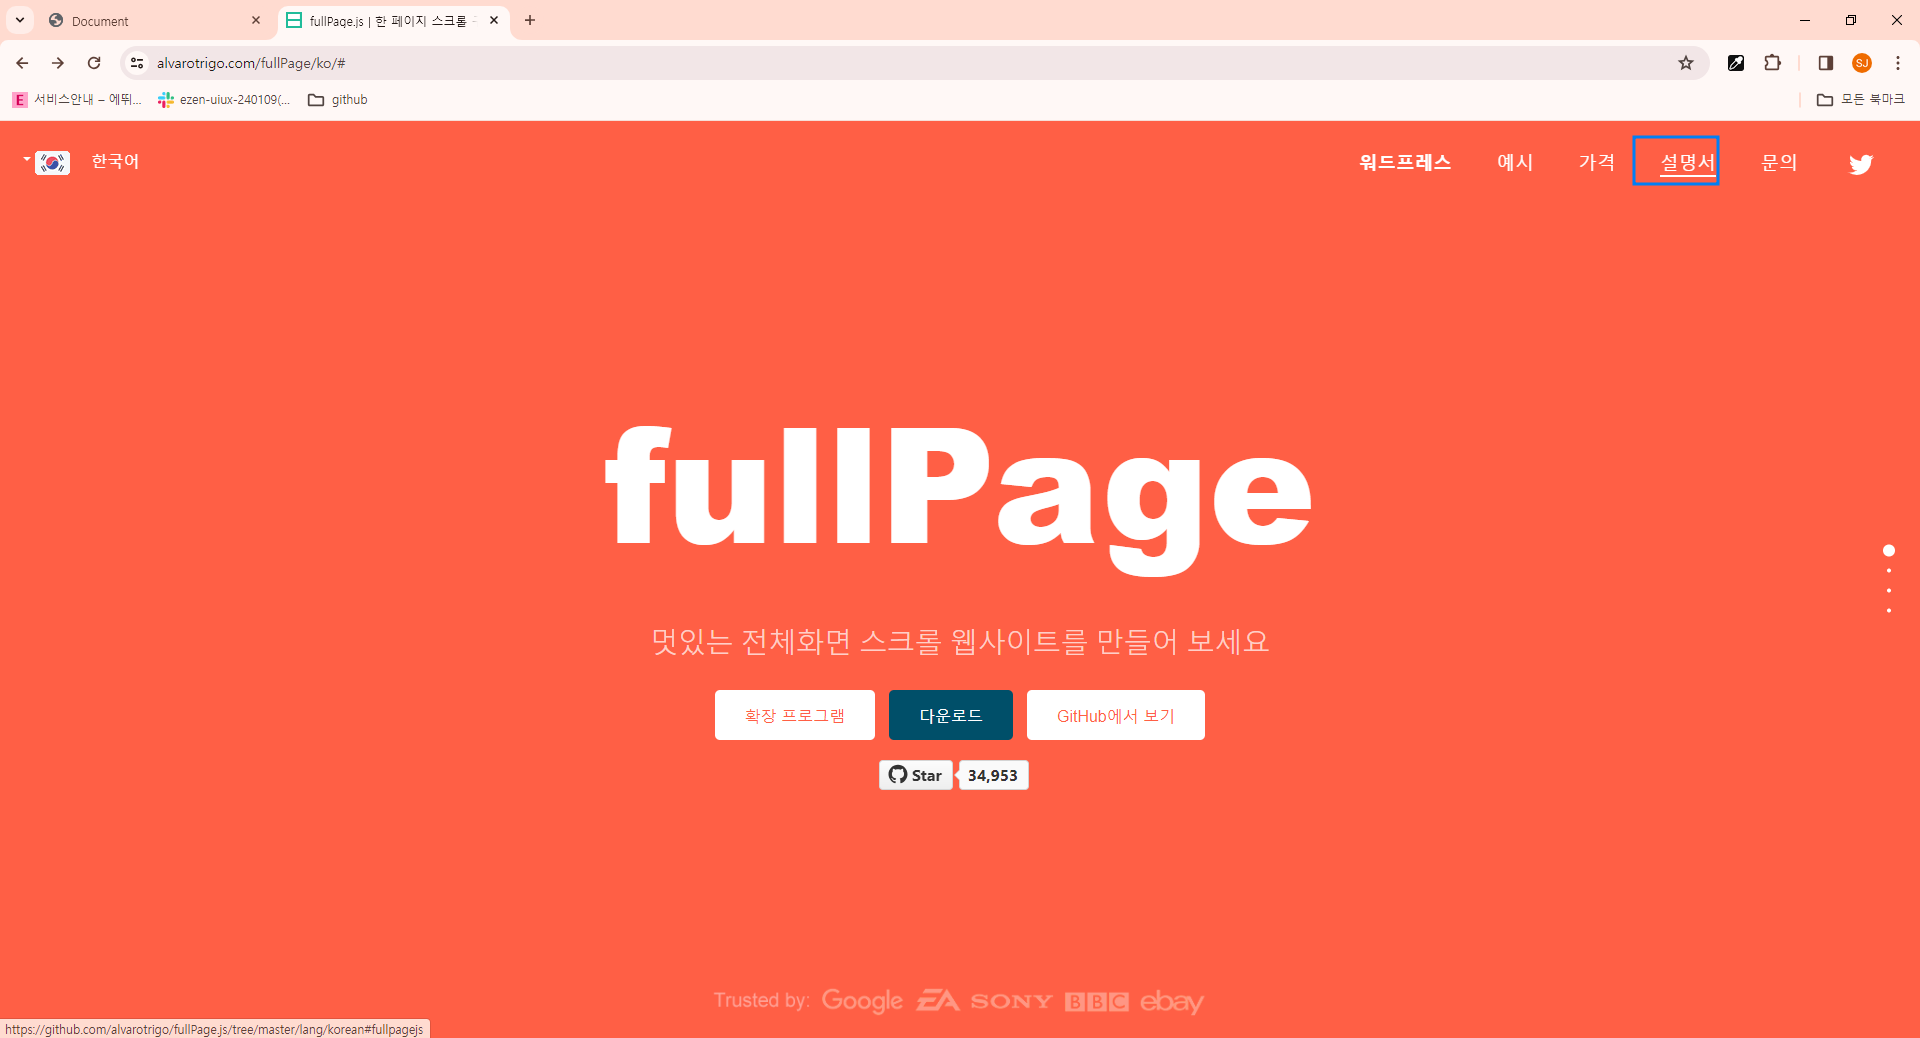 Document
fullPage.js | 한 페이지 스크롤
alvarotrigo.com/fullPage/ko/#
SJ
E 서비스안내 – 에뛰...
ezen-uiux-240109(...
github
모든 북마크
한국어
워드프레스
예시
가격
설명서
문의
fullPage
멋있는 전체화면 스크롤 웹사이트를 만들어 보세요
확장 프로그램
다운로드
GitHub에서 보기
Star
34,953
Trusted by: Google EA SONY BBC ebay
https://github.com/alvarotrigo/fullPage.js/tree/master/lang/korean#fullpagejs